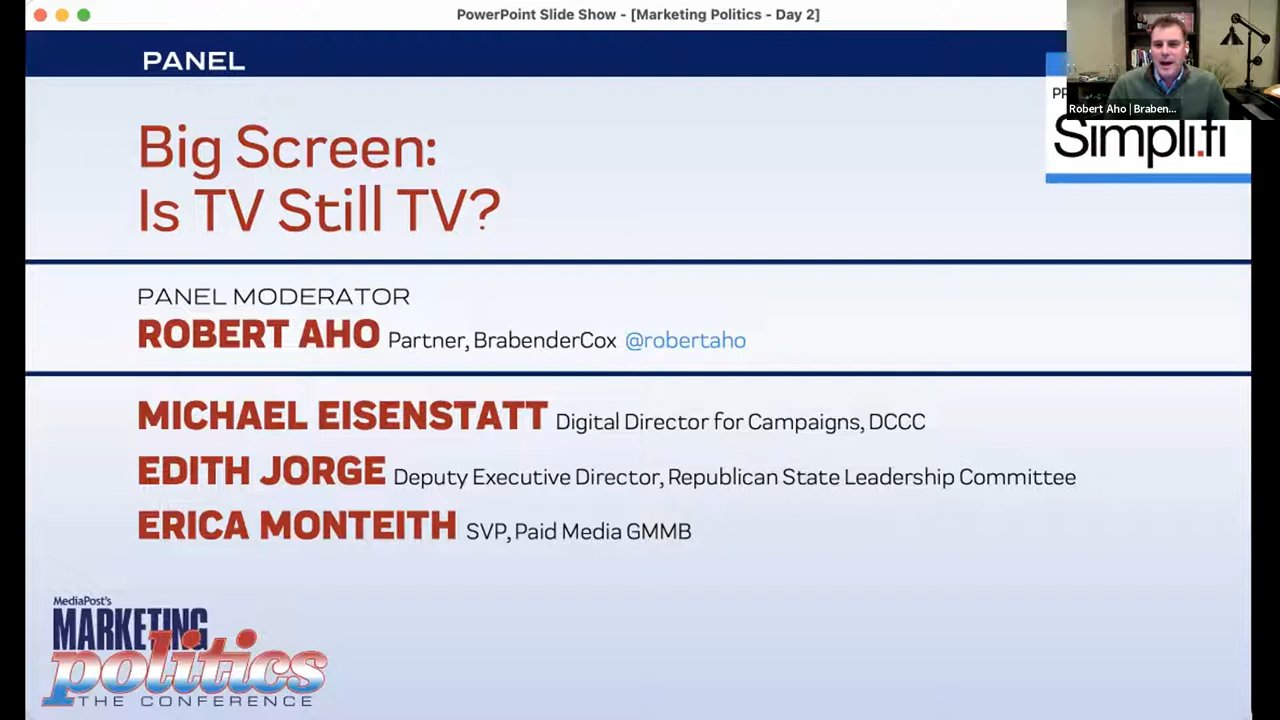 PowerPoint Slide Show - [Marketing Politics - Day 2]
PANEL
PR
Robert Aho | Braben...
Simpli.fi
Big Screen:
Is TV Still TV?
PANEL MODERATOR
ROBERT AHO Partner, BrabenderCox @robertaho
MICHAEL EISENSTATT Digital Director for Campaigns, DCCC
EDITH JORGE Deputy Executive Director, Republican State Leadership Committee
ERICA MONTEITH SVP, Paid Media GMMB
MediaPost's
MARKETING
politics
THE CONFERENCE